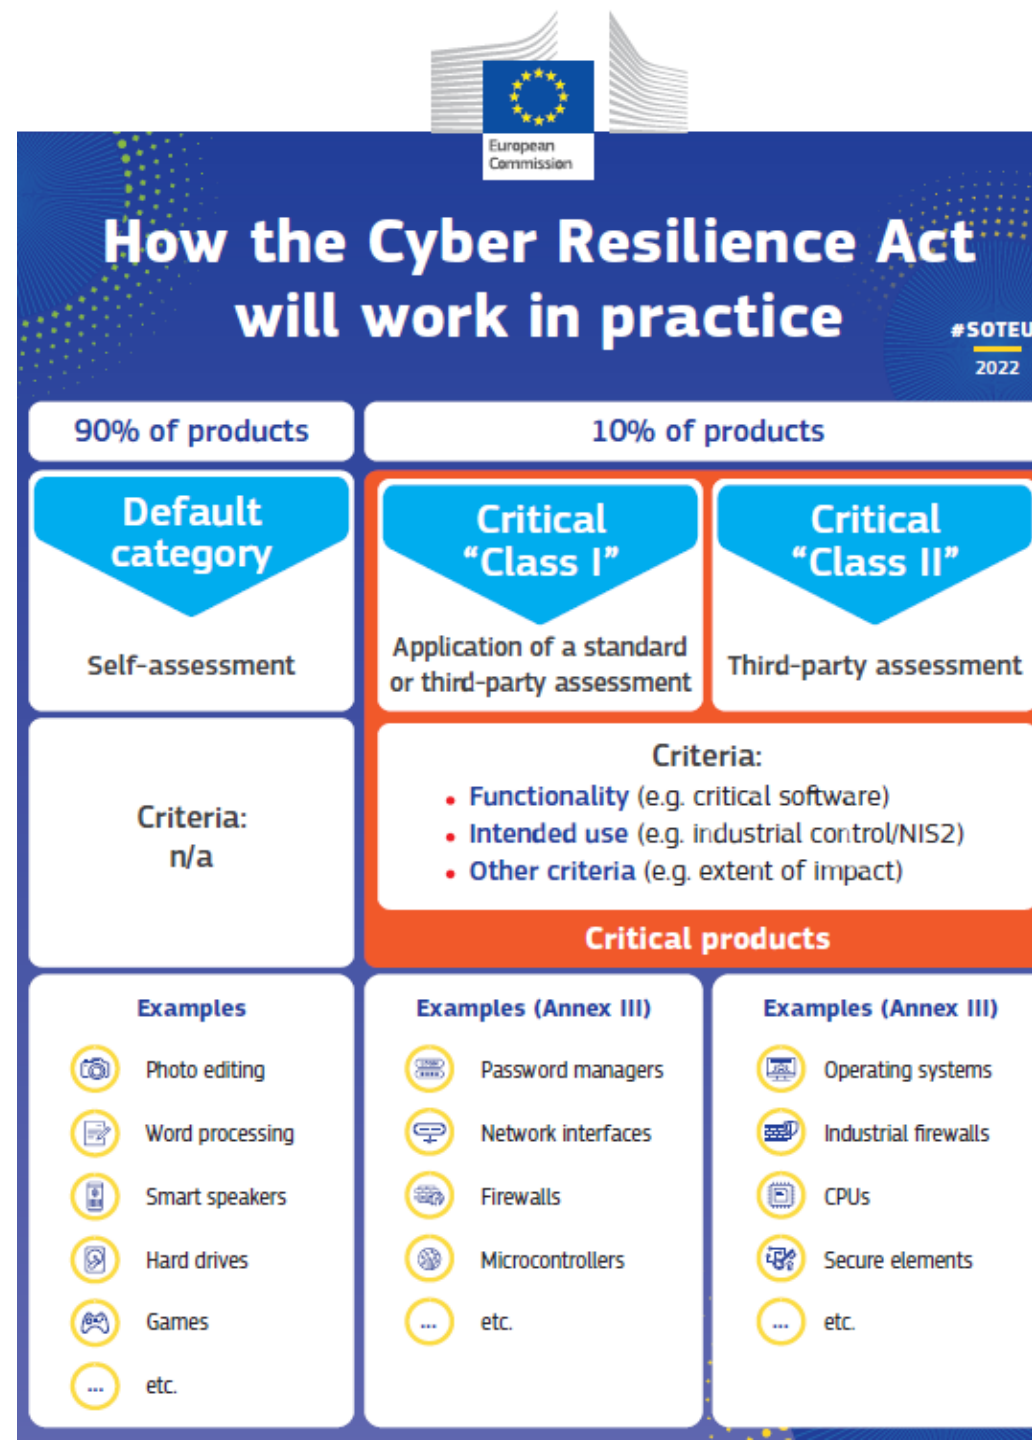 European
Commission
How the Cyber Resilience Act
will work in practice
#SOTEU
2022
90% of products
10% of products
Default
category
Self-assessment
Critical
“Class I”
Application of a standard
or third-party assessment
Critical
“Class II”
Third-party assessment
Criteria:
n/a
Criteria:
• Functionality (e.g. critical software)
• Intended use (e.g. industrial control/NIS2)
• Other criteria (e.g. extent of impact)
Critical products
Examples
Photo editing
Word processing
Smart speakers
Hard drives
Games
... etc.
Examples (Annex III)
Password managers
Network interfaces
Firewalls
Microcontrollers
... etc.
Examples (Annex III)
Operating systems
Industrial firewalls
CPUs
Secure elements
... etc.